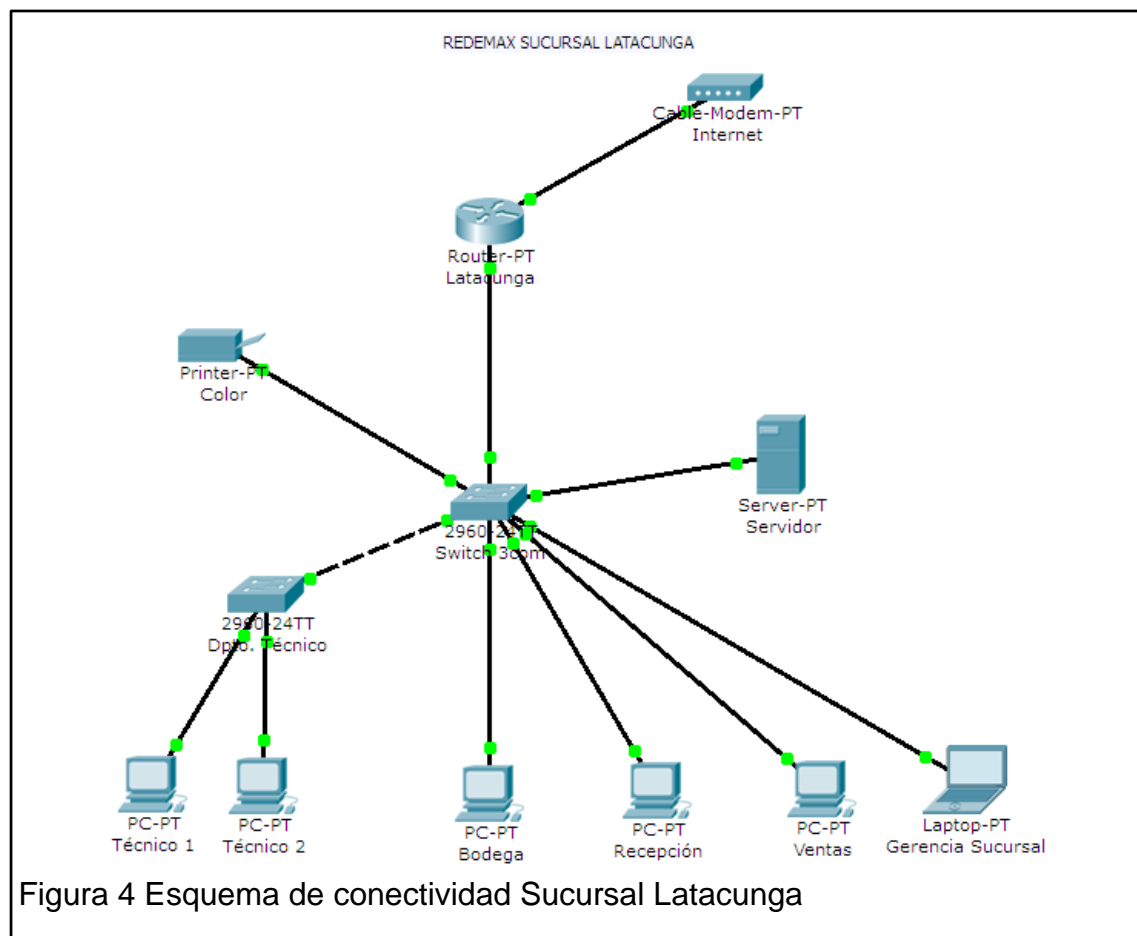 REDEMAX SUCURSAL LATACUNGA
Cable-Modem-PT
Internet
Router-PT
Latacunga
Printer-PT
Color
Server-PT
Servidor
2960-24TT
Switch 3com
2960-24TT
Dpto. Técnico
PC-PT
Técnico 1
PC-PT
Técnico 2
PC-PT
Bodega
PC-PT
Recepción
PC-PT
Ventas
Laptop-PT
Gerencia Sucursal
Figura 4 Esquema de conectividad Sucursal Latacunga